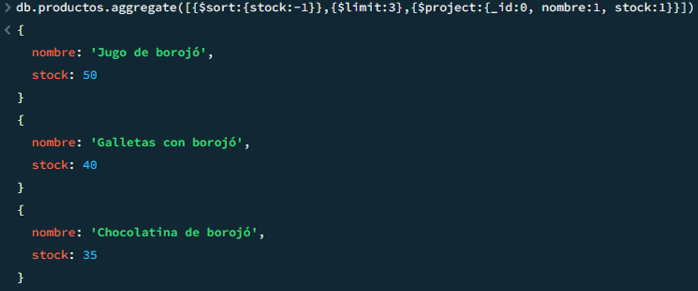 > db.productos.aggregate([{$sort:{stock:-1}},{$limit:3},{$project:{_id:0, nombre:1, stock:1}}])
< {
nombre: 'Jugo de borojó',
stock: 50
}
{
nombre: 'Galletas con borojó',
stock: 40
}
{
nombre: 'Chocolatina de borojó',
stock: 35
}